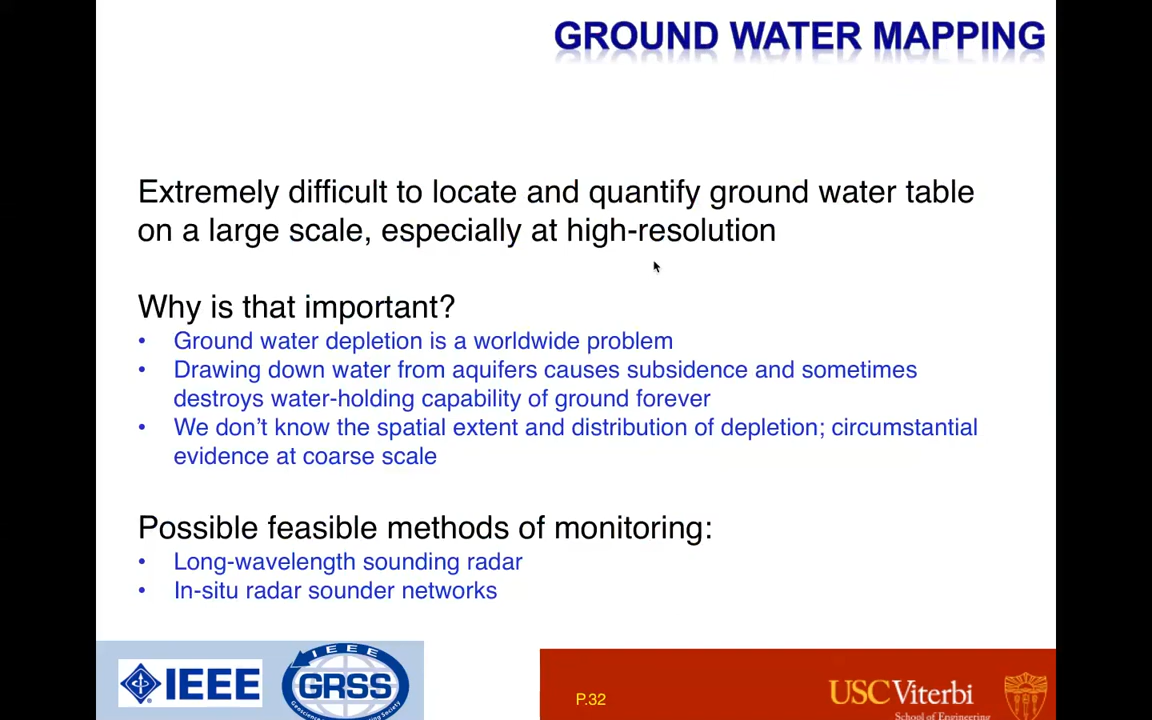 GROUND WATER MAPPING
Extremely difficult to locate and quantify ground water table
on a large scale, especially at high-resolution
Why is that important?
• Ground water depletion is a worldwide problem
• Drawing down water from aquifers causes subsidence and sometimes
destroys water-holding capability of ground forever
• We don't know the spatial extent and distribution of depletion; circumstantial
evidence at coarse scale
Possible feasible methods of monitoring:
• Long-wavelength sounding radar
• In-situ radar sounder networks
IEEE
IEEE
GRSS
P.32
USC Viterbi
School of Engineering